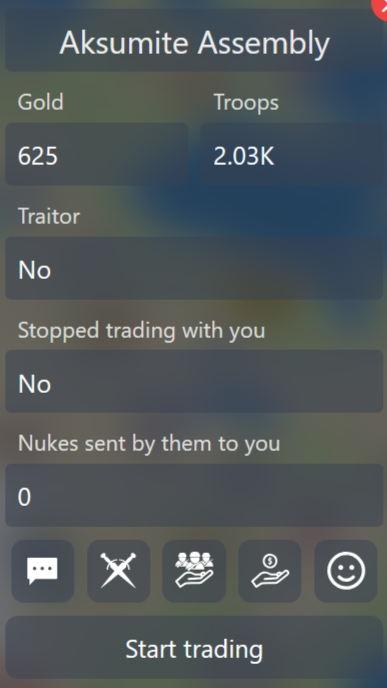 Aksumite Assembly
Gold Troops
625 2.03K
Traitor
No
Stopped trading with you
No
Nukes sent by them to you
0
Start trading